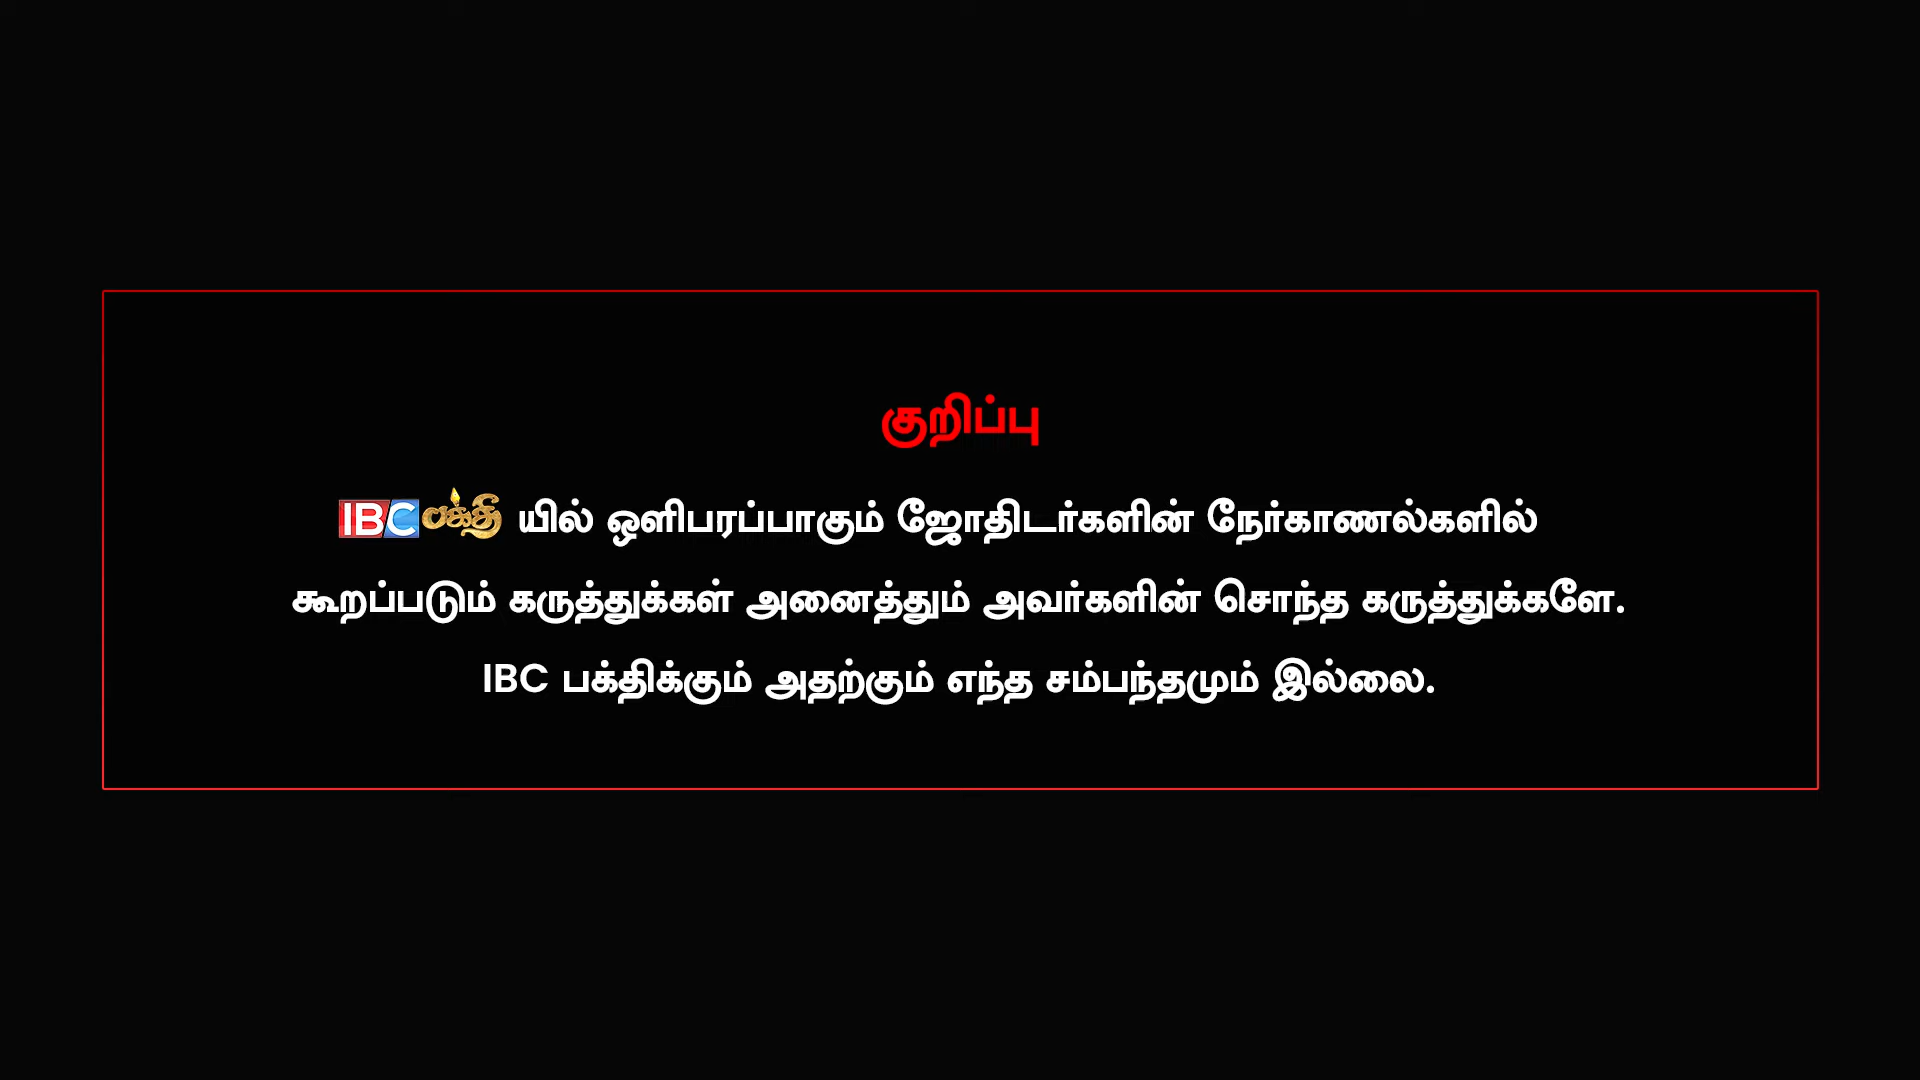 குறிப்பு
IBC பக்தி யில் ஒளிபரப்பாகும் ஜோதிடர்களின் நேர்காணல்களில்
கூறப்படும் கருத்துக்கள் அனைத்தும் அவர்களின் சொந்த கருத்துக்களே.
IBC பக்திக்கும் அதற்கும் எந்த சம்பந்தமும் இல்லை.